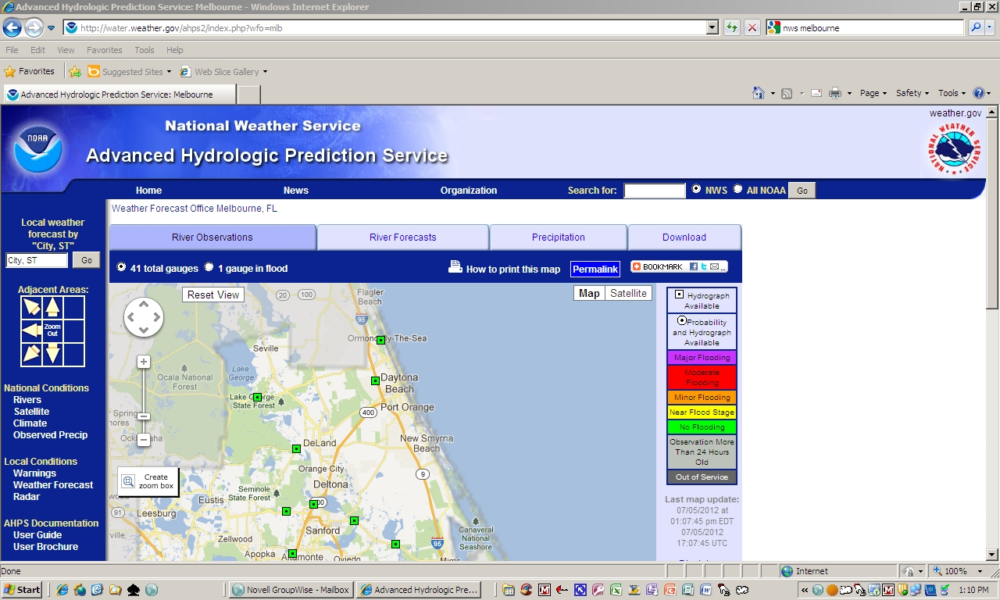 Advanced Hydrologic Prediction Service: Melbourne - Windows Internet Explorer
http://water.weather.gov/ahps2/index.php?wfo=mlb
nws melbourne
File Edit View Favorites Tools Help
Favorites Suggested Sites Web Slice Gallery
Advanced Hydrologic Prediction Service: Melbourne
Page Safety Tools
weather.gov
NOAA
National Weather Service
Advanced Hydrologic Prediction Service
NATIONAL WEATHER SERVICE
Home News Organization Search for: NWS All NOAA Go
Weather Forecast Office Melbourne, FL
Local weather
forecast by
"City, ST"
City, ST Go
Adjacent Areas:
Zoom
Out
National Conditions
Rivers
Satellite
Climate
Observed Precip
Local Conditions
Warnings
Weather Forecast
Radar
AHPS Documentation
User Guide
User Brochure
River Observations River Forecasts Precipitation Download
41 total gauges 1 gauge in flood How to print this map Permalink BOOKMARK
Reset View Map Satellite
20 100 Flagler
Beach
95
Ormond-By-The-Sea
Seville
Lake
George
Ocala National
Forest
Daytona
Beach
Lake George
State Forest
Port Orange
400
New Smyrna
Beach
DeLand
Orange City
Deltona
9
Create
zoom box
Seminole
State Forest
Eustis
Leesburg
91
Sanford
Canaveral
National
Seashore
95
Zellwood
Apopka
Oviedo
Mims
Hydrograph
Available
Probability
and Hydrograph
Available
Major Flooding
Moderate
Flooding
Minor Flooding
Near Flood Stage
No Flooding
Observation More
Than 24 Hours
Old
Out of Service
Last map update:
07/05/2012 at
01:07:45 pm EDT
07/05/2012
17:07:45 UTC
Done Internet 100%
Start Novell GroupWise - Mailbox Advanced Hydrologic Pre... 1:10 PM